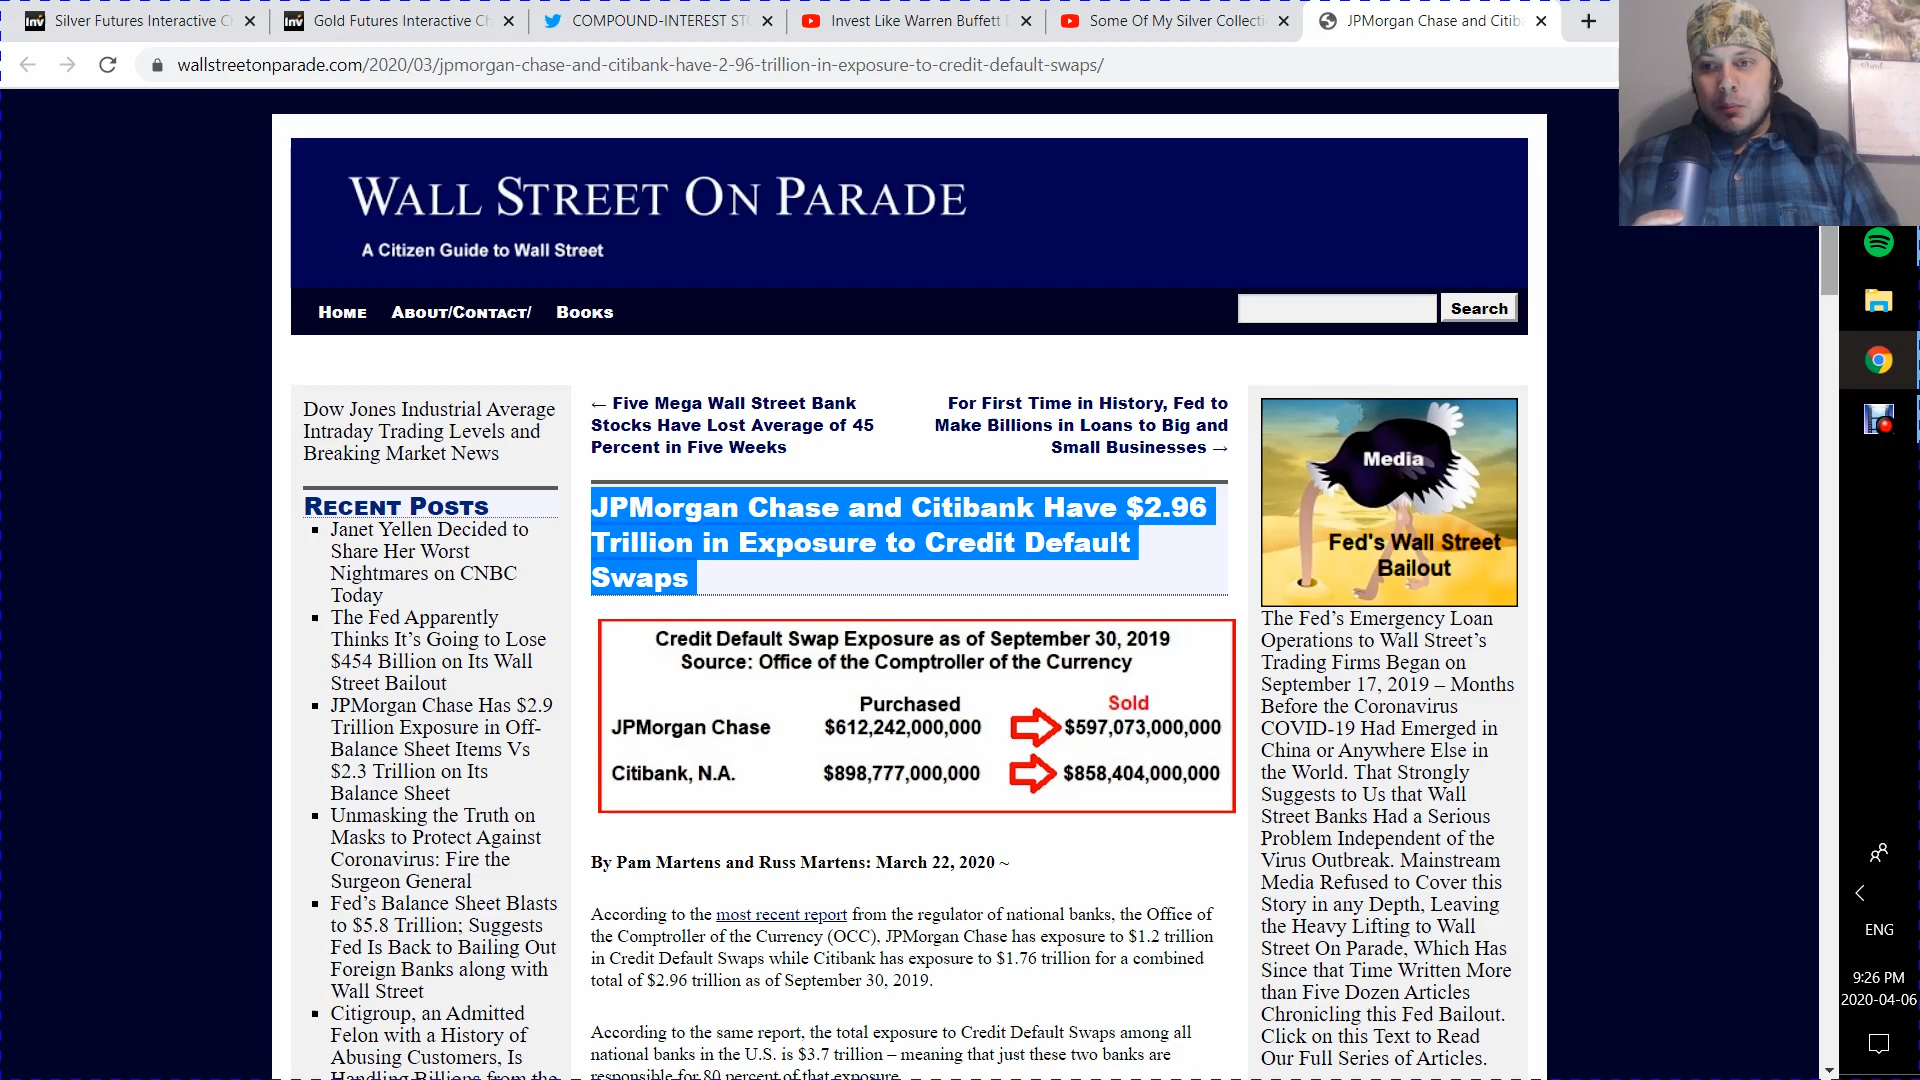 Silver Futures Interactive C
Gold Futures Interactive Ch
COMPOUND-INTEREST ST
Invest Like Warren Buffett
Some Of My Silver Collecti
JPMorgan Chase and Citib
wallstreetonparade.com/2020/03/jpmorgan-chase-and-citibank-have-2-96-trillion-in-exposure-to-credit-default-swaps/
WALL STREET ON PARADE
A Citizen Guide to Wall Street
HOME ABOUT/CONTACT/ BOOKS
Search
Dow Jones Industrial Average
Intraday Trading Levels and
Breaking Market News
RECENT POSTS
Janet Yellen Decided to
Share Her Worst
Nightmares on CNBC
Today
The Fed Apparently
Thinks It’s Going to Lose
$454 Billion on Its Wall
Street Bailout
JPMorgan Chase Has $2.9
Trillion Exposure in Off-
Balance Sheet Items Vs
$2.3 Trillion on Its
Balance Sheet
Unmasking the Truth on
Masks to Protect Against
Coronavirus: Fire the
Surgeon General
Fed’s Balance Sheet Blasts
to $5.8 Trillion; Suggests
Fed Is Back to Bailing Out
Foreign Banks along with
Wall Street
Citigroup, an Admitted
Felon with a History of
Abusing Customers, Is
Handling Billions from the
← Five Mega Wall Street Bank
Stocks Have Lost Average of 45
Percent in Five Weeks
For First Time in History, Fed to
Make Billions in Loans to Big and
Small Businesses →
JPMorgan Chase and Citibank Have $2.96
Trillion in Exposure to Credit Default
Swaps
Credit Default Swap Exposure as of September 30, 2019
Source: Office of the Comptroller of the Currency
Purchased Sold
JPMorgan Chase $612,242,000,000 $597,073,000,000
Citibank, N.A. $898,777,000,000 $858,404,000,000
By Pam Martens and Russ Martens: March 22, 2020 ~
According to the most recent report from the regulator of national banks, the Office of
the Comptroller of the Currency (OCC), JPMorgan Chase has exposure to $1.2 trillion
in Credit Default Swaps while Citibank has exposure to $1.76 trillion for a combined
total of $2.96 trillion as of September 30, 2019.
According to the same report, the total exposure to Credit Default Swaps among all
national banks in the U.S. is $3.7 trillion – meaning that just these two banks are
responsible for 80 percent of that exposure.
Media
Fed's Wall Street
Bailout
The Fed’s Emergency Loan
Operations to Wall Street’s
Trading Firms Began on
September 17, 2019 – Months
Before the Coronavirus
COVID-19 Had Emerged in
China or Anywhere Else in
the World. That Strongly
Suggests to Us that Wall
Street Banks Had a Serious
Problem Independent of the
Virus Outbreak. Mainstream
Media Refused to Cover this
Story in any Depth, Leaving
the Heavy Lifting to Wall
Street On Parade, Which Has
Since that Time Written More
than Five Dozen Articles
Chronicling this Fed Bailout.
Click on this Text to Read
Our Full Series of Articles.
ENG
9:26 PM
2020-04-06